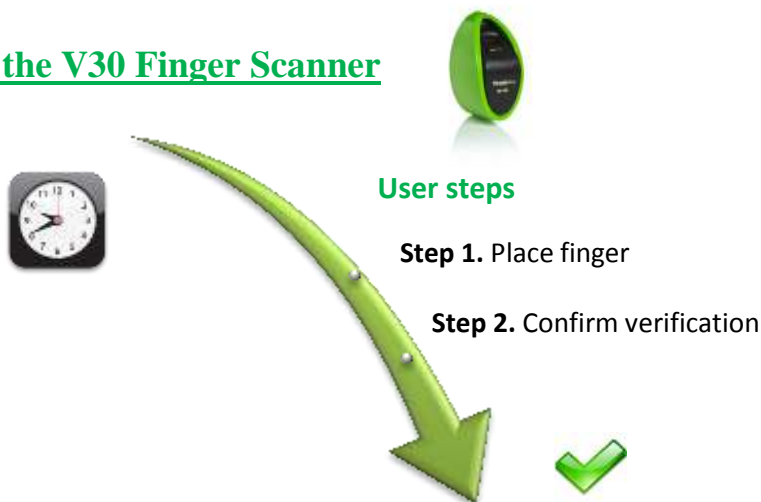 the V30 Finger Scanner
User steps
Step 1. Place finger
Step 2. Confirm verification